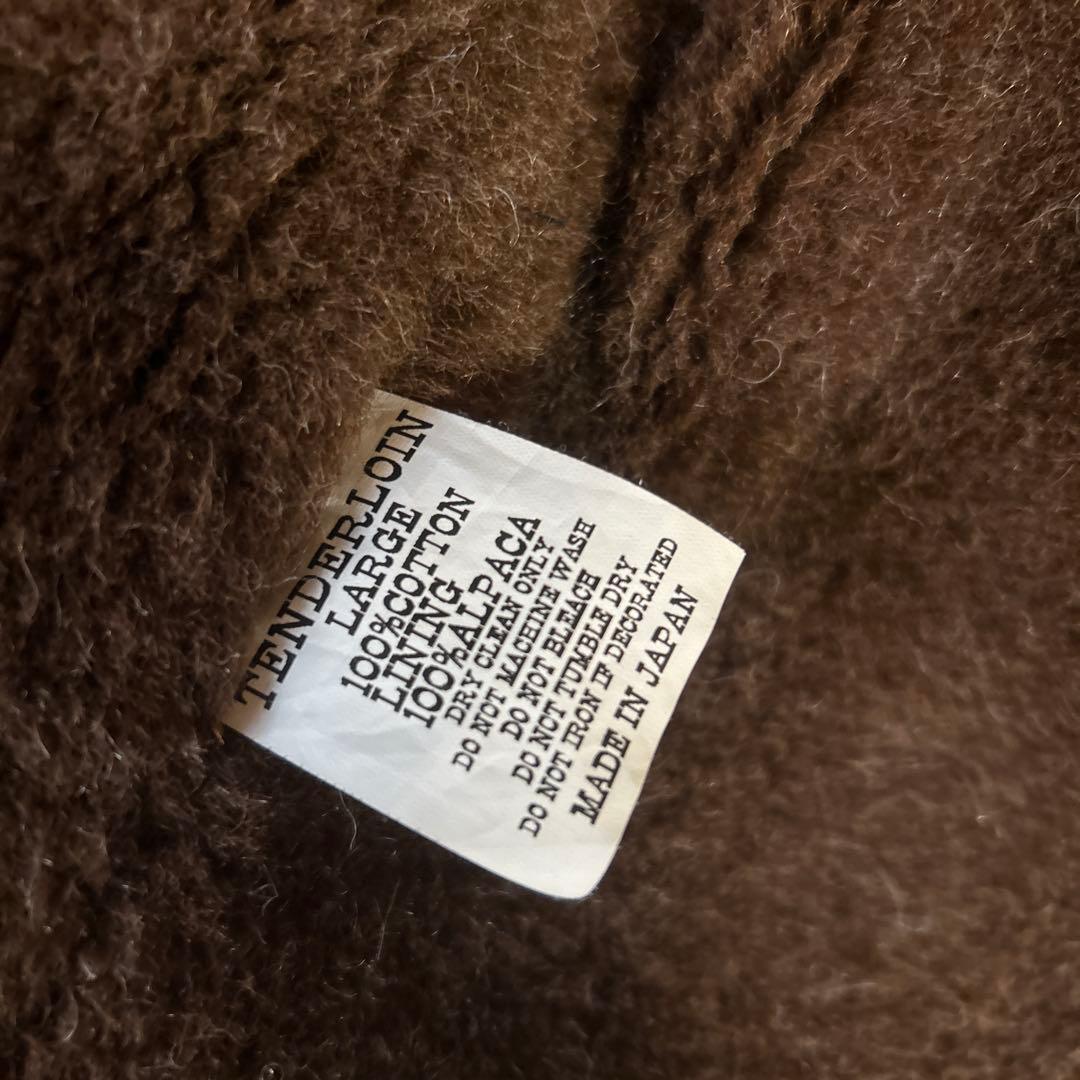 TENDERLOIN
LARGE
100%COTTON
LINING
100%ALPACA
DRY CLEAN ONLY
DO NOT MACHINE WASH
DO NOT BLEACH
DO NOT TUMBLE DRY
DO NOT IRON IF DECORATED
MADE IN JAPAN